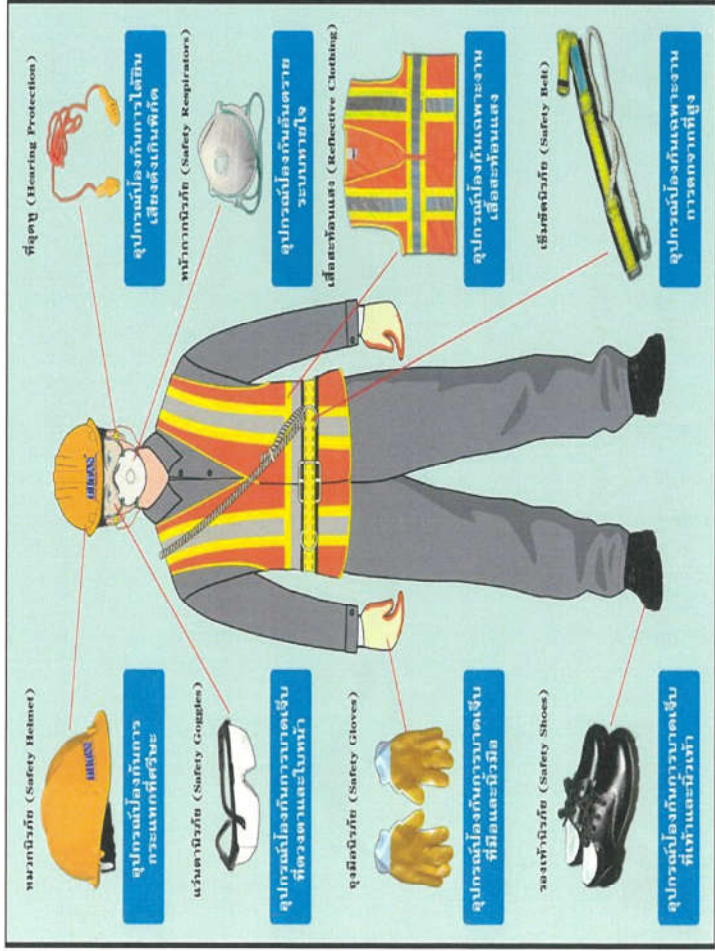 หมวกนิรภัย (Safety Helmet)
อุปกรณ์ป้องกันการ
กระแทกที่ศรีษะ
แว่นตานิรภัย (Safety Goggles)
อุปกรณ์ป้องกันการบาดเจ็บ
ที่ดวงตาและใบหน้า
ถุงมือนิรภัย (Safety Gloves)
อุปกรณ์ป้องกันการบาดเจ็บ
ที่มือและนิ้วมือ
รองเท้านิรภัย (Safety Shoes)
อุปกรณ์ป้องกันการบาดเจ็บ
ที่เท้าและนิ้วเท้า
ที่อุดหู (Hearing Protection)
อุปกรณ์ป้องกันการได้ยิน
เสียงดังเกินพิกัด
หน้ากากนิรภัย (Safety Respirators)
อุปกรณ์ป้องกันอันตราย
ระบบหายใจ
เสื้อสะท้อนแสง (Reflective Clothing)
อุปกรณ์ป้องกันเฉพาะงาน
เสื้อสะท้อนแสง
เข็มขัดนิรภัย (Safety Belt)
อุปกรณ์ป้องกันเฉพาะงาน
การตกจากที่สูง